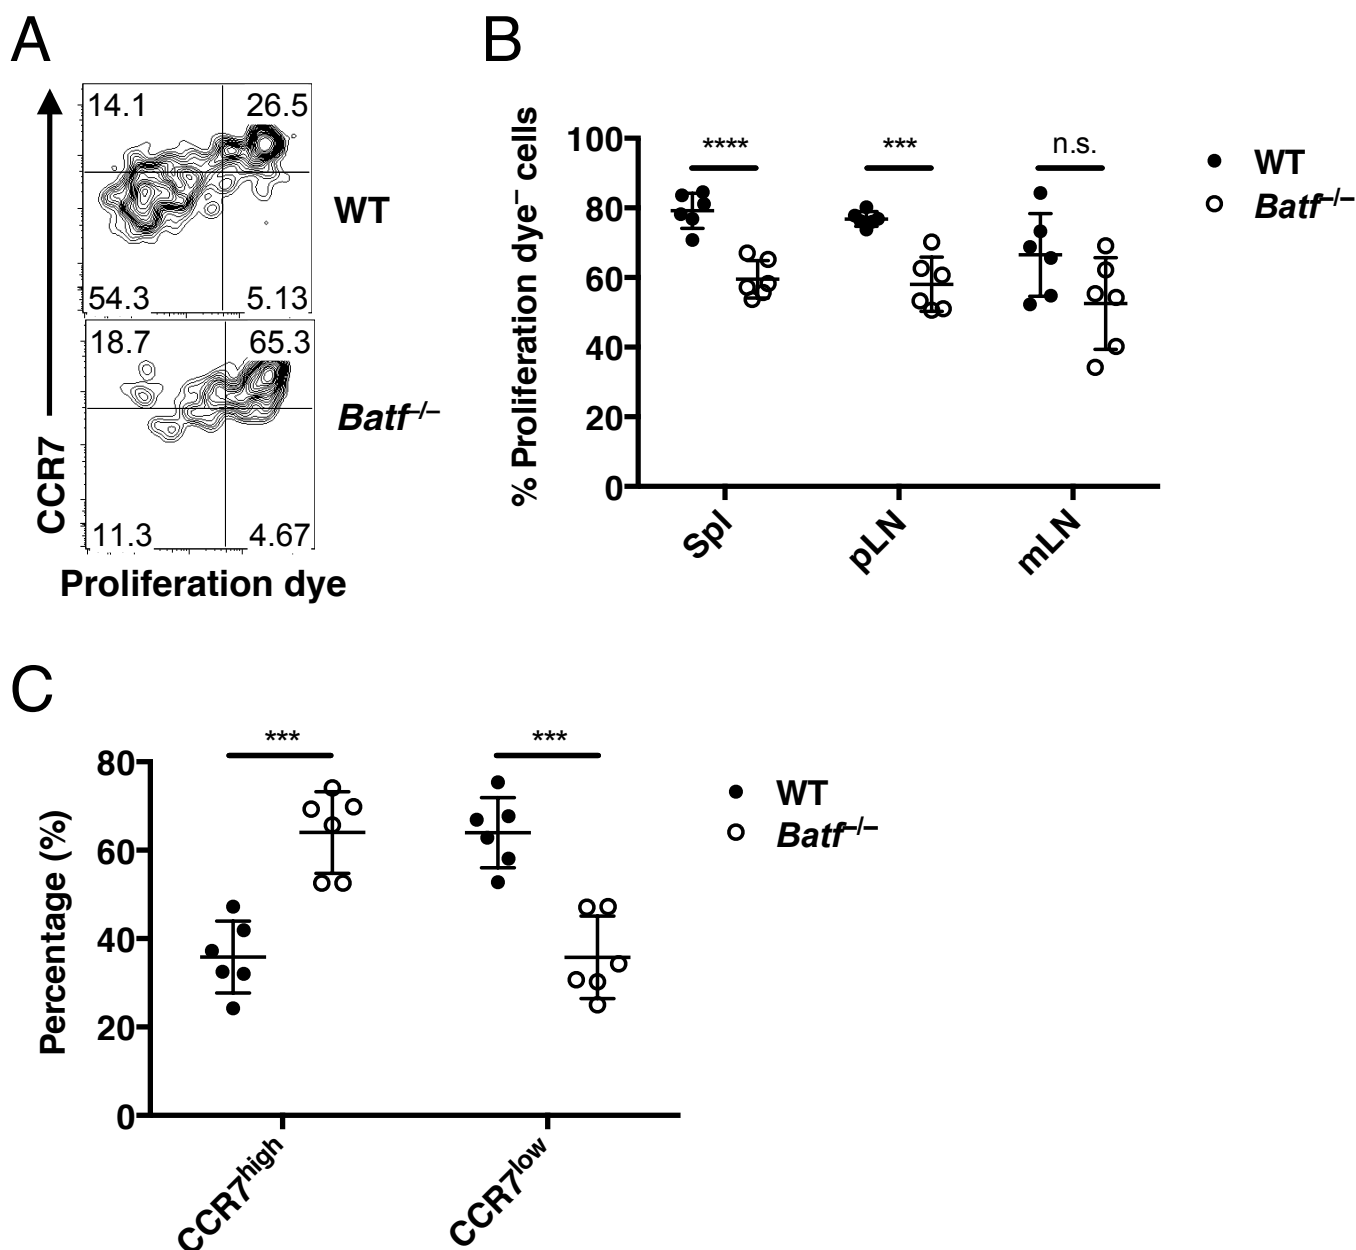 A
14.1 26.5
WT
54.3 5.13
18.7 65.3
Batf–/–
11.3 4.67
CCR7
Proliferation dye
B
% Proliferation dye– cells
100
80
60
40
20
0
**** *** n.s.
Spl pLN mLN
WT
Batf–/–
C
Percentage (%)
80
60
40
20
0
*** ***
CCR7high CCR7low
WT
Batf–/–